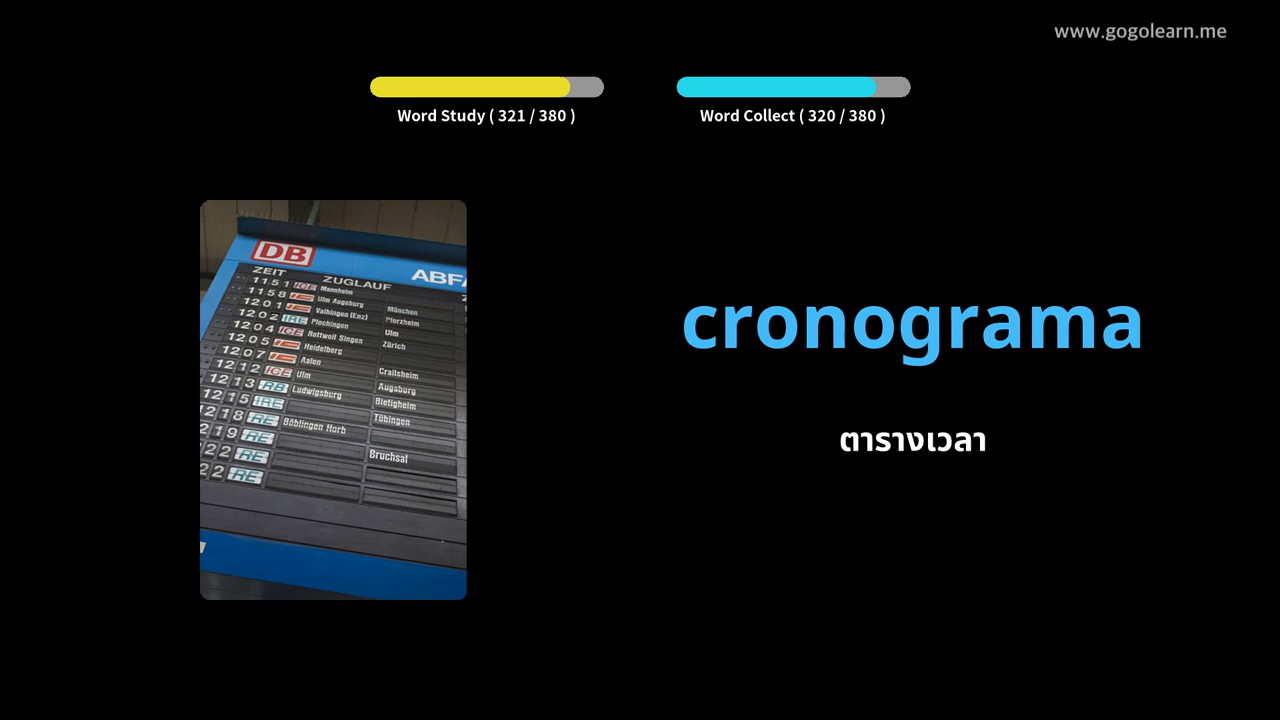 www.gogolearn.me
Word Study ( 321 / 380 )
Word Collect ( 320 / 380 )
DB
ZEIT ZUGLAUF ABFA
1151 ICE Mannheim
1158 Ulm Augsburg München
1201 Vaihingen (Enz) Pforzheim
1202 IRE Plochingen Ulm
1204 ICE Rottweil Singen Zürich
1205 Heidelberg
1207 Aalen Crailsheim
1212 ICE Ulm Augsburg
1213 RB Ludwigsburg Bietigheim
1215 IRE Tübingen
1218 RE Böblingen Horb
219 RE Bruchsal
22 RE
22 RE
cronograma
ตารางเวลา